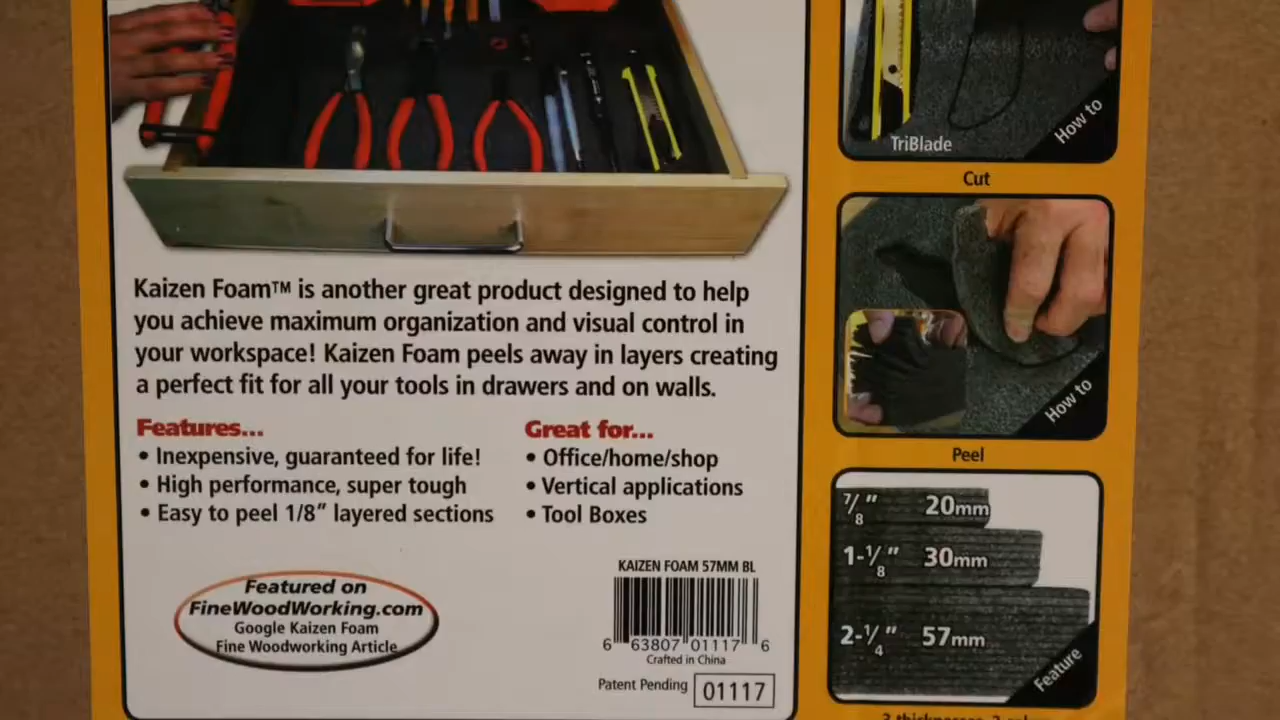 TriBlade
How to
Cut
Kaizen Foam™ is another great product designed to help
you achieve maximum organization and visual control in
your workspace! Kaizen Foam peels away in layers creating
a perfect fit for all your tools in drawers and on walls.
Features...
• Inexpensive, guaranteed for life!
• High performance, super tough
• Easy to peel 1/8” layered sections
Great for...
• Office/home/shop
• Vertical applications
• Tool Boxes
How to
Peel
7/8" 20mm
1-1/8" 30mm
2-1/4" 57mm
Feature
Featured on
FineWoodWorking.com
Google Kaizen Foam
Fine Woodworking Article
KAIZEN FOAM 57MM BL
6 63807 01117 6
Crafted in China
Patent Pending 01117